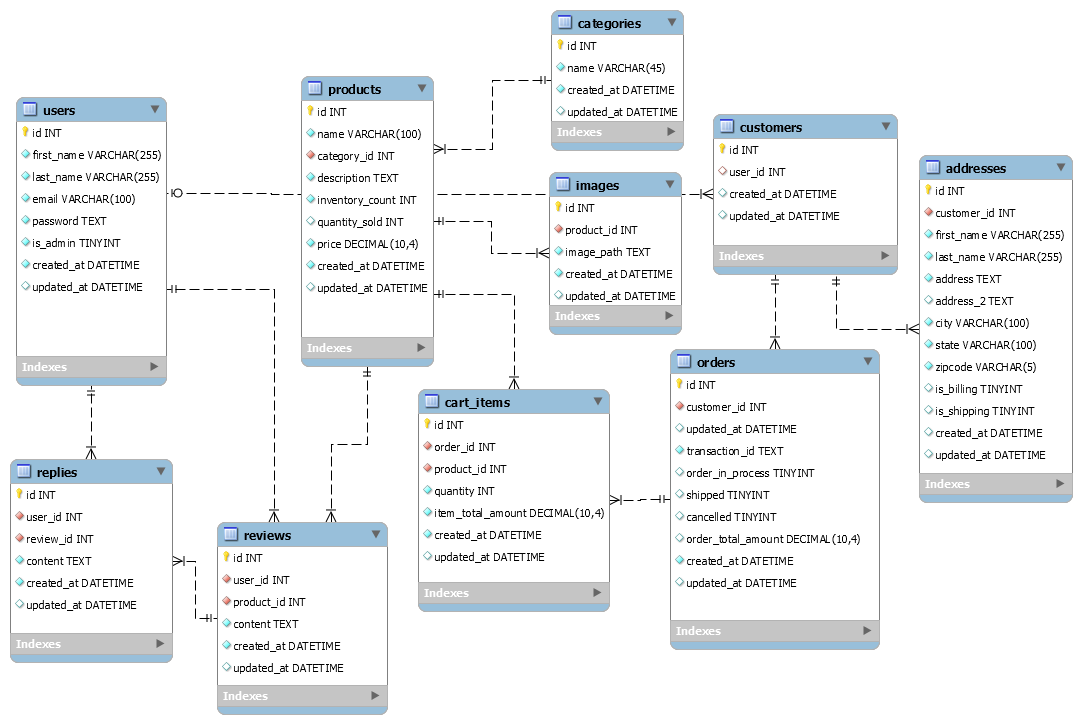 categories
id INT
name VARCHAR(45)
created_at DATETIME
updated_at DATETIME
Indexes
products
id INT
name VARCHAR(100)
category_id INT
description TEXT
inventory_count INT
quantity_sold INT
price DECIMAL(10,4)
created_at DATETIME
updated_at DATETIME
Indexes
users
id INT
first_name VARCHAR(255)
last_name VARCHAR(255)
email VARCHAR(100)
password TEXT
is_admin TINYINT
created_at DATETIME
updated_at DATETIME
Indexes
customers
id INT
user_id INT
created_at DATETIME
updated_at DATETIME
Indexes
addresses
id INT
customer_id INT
first_name VARCHAR(255)
last_name VARCHAR(255)
address TEXT
address_2 TEXT
city VARCHAR(100)
state VARCHAR(100)
zipcode VARCHAR(5)
is_billing TINYINT
is_shipping TINYINT
created_at DATETIME
updated_at DATETIME
Indexes
images
id INT
product_id INT
image_path TEXT
created_at DATETIME
updated_at DATETIME
Indexes
orders
id INT
customer_id INT
updated_at DATETIME
transaction_id TEXT
order_in_process TINYINT
shipped TINYINT
cancelled TINYINT
order_total_amount DECIMAL(10,4)
created_at DATETIME
updated_at DATETIME
Indexes
cart_items
id INT
order_id INT
product_id INT
quantity INT
item_total_amount DECIMAL(10,4)
created_at DATETIME
updated_at DATETIME
Indexes
replies
id INT
user_id INT
review_id INT
content TEXT
created_at DATETIME
updated_at DATETIME
Indexes
reviews
id INT
user_id INT
product_id INT
content TEXT
created_at DATETIME
updated_at DATETIME
Indexes